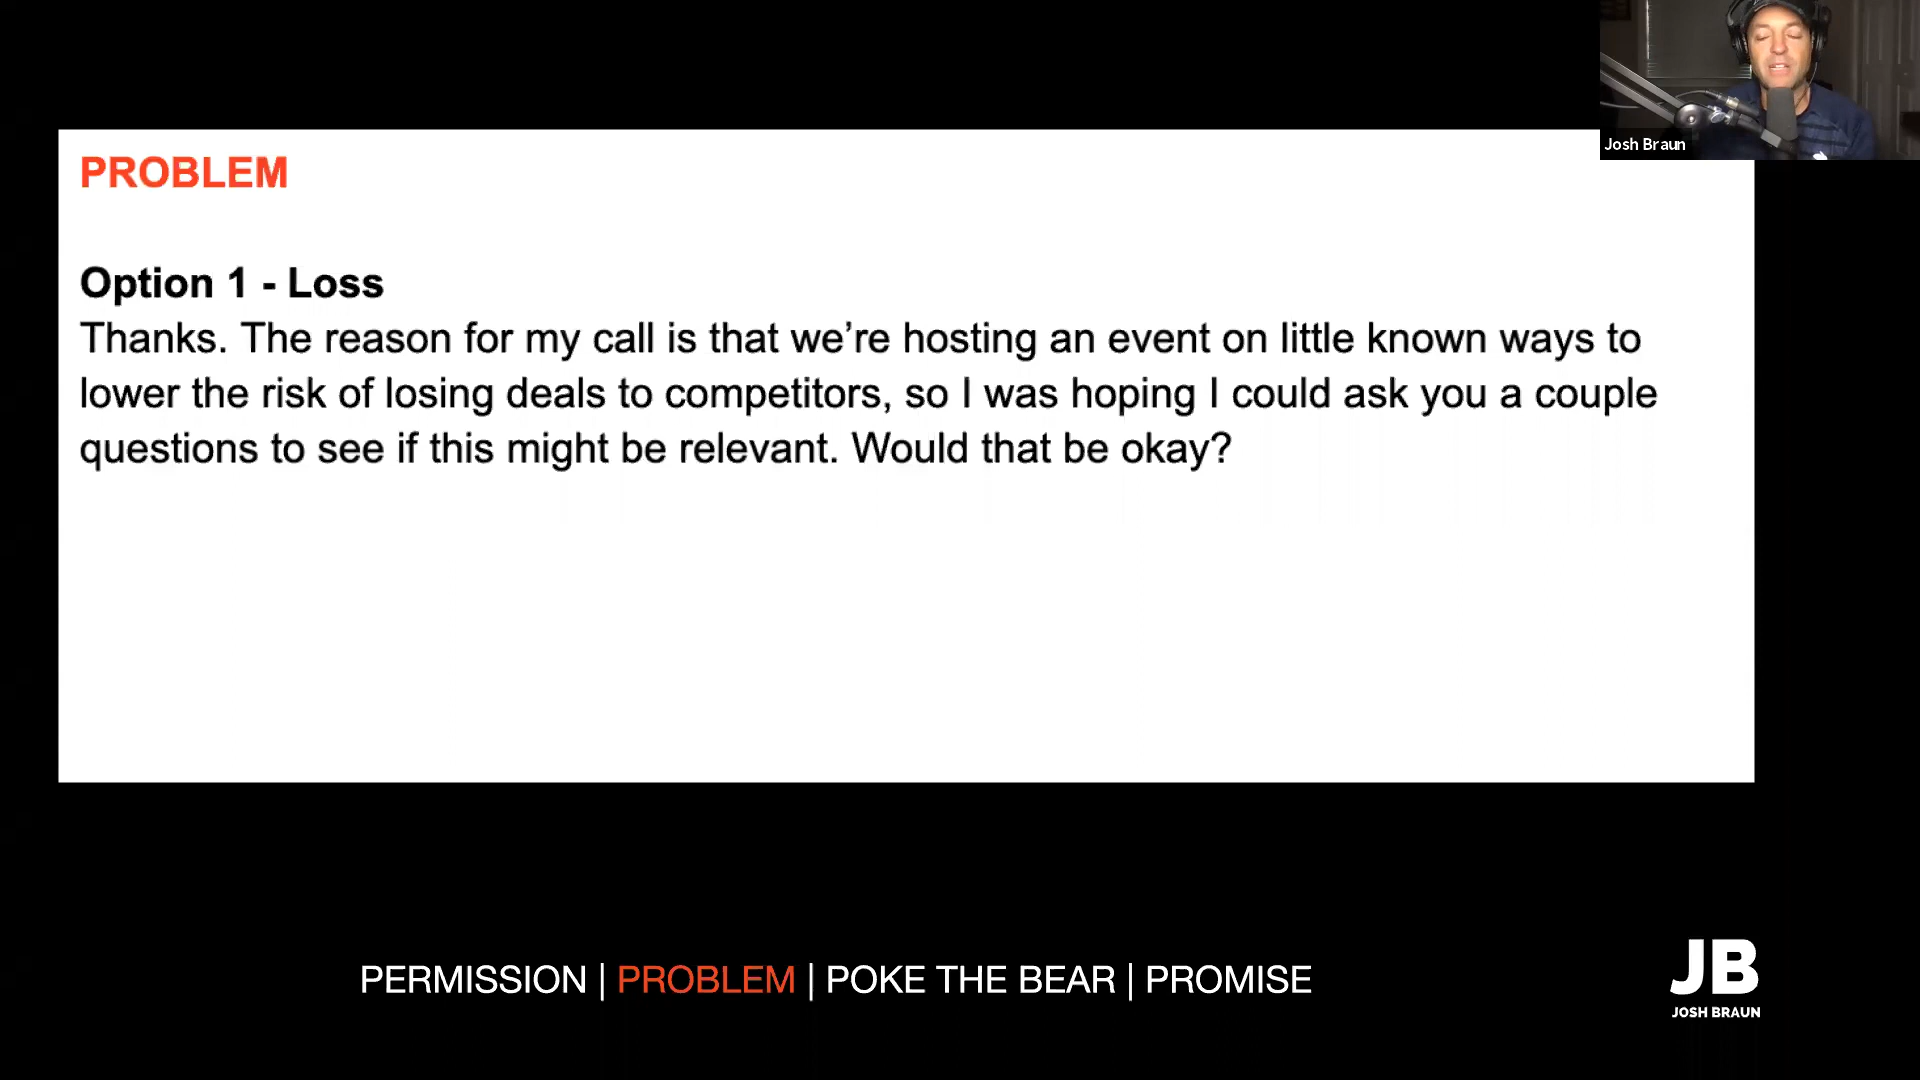 Josh Braun
PROBLEM
Option 1 - Loss
Thanks. The reason for my call is that we’re hosting an event on little known ways to
lower the risk of losing deals to competitors, so I was hoping I could ask you a couple
questions to see if this might be relevant. Would that be okay?
PERMISSION | PROBLEM | POKE THE BEAR | PROMISE
JB
JOSH BRAUN